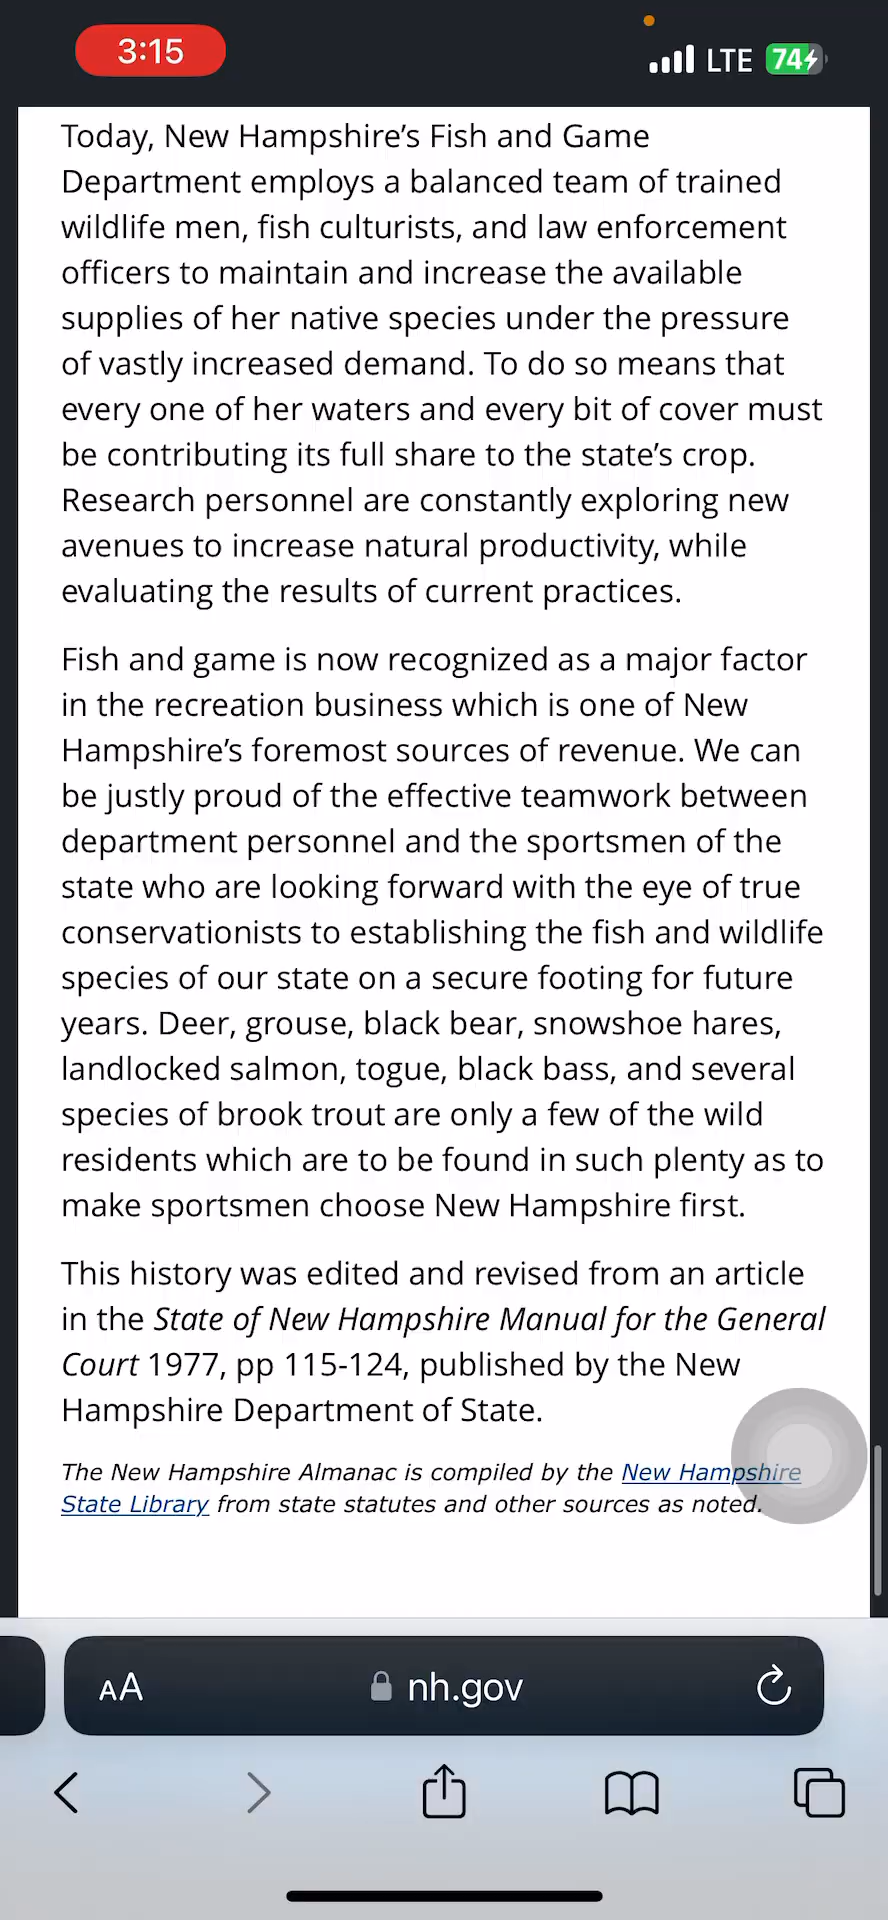 3:15
LTE 74
Today, New Hampshire’s Fish and Game
Department employs a balanced team of trained
wildlife men, fish culturists, and law enforcement
officers to maintain and increase the available
supplies of her native species under the pressure
of vastly increased demand. To do so means that
every one of her waters and every bit of cover must
be contributing its full share to the state’s crop.
Research personnel are constantly exploring new
avenues to increase natural productivity, while
evaluating the results of current practices.
Fish and game is now recognized as a major factor
in the recreation business which is one of New
Hampshire’s foremost sources of revenue. We can
be justly proud of the effective teamwork between
department personnel and the sportsmen of the
state who are looking forward with the eye of true
conservationists to establishing the fish and wildlife
species of our state on a secure footing for future
years. Deer, grouse, black bear, snowshoe hares,
landlocked salmon, togue, black bass, and several
species of brook trout are only a few of the wild
residents which are to be found in such plenty as to
make sportsmen choose New Hampshire first.
This history was edited and revised from an article
in the State of New Hampshire Manual for the General
Court 1977, pp 115-124, published by the New
Hampshire Department of State.
The New Hampshire Almanac is compiled by the New Hampshire
State Library from state statutes and other sources as noted.
AA nh.gov